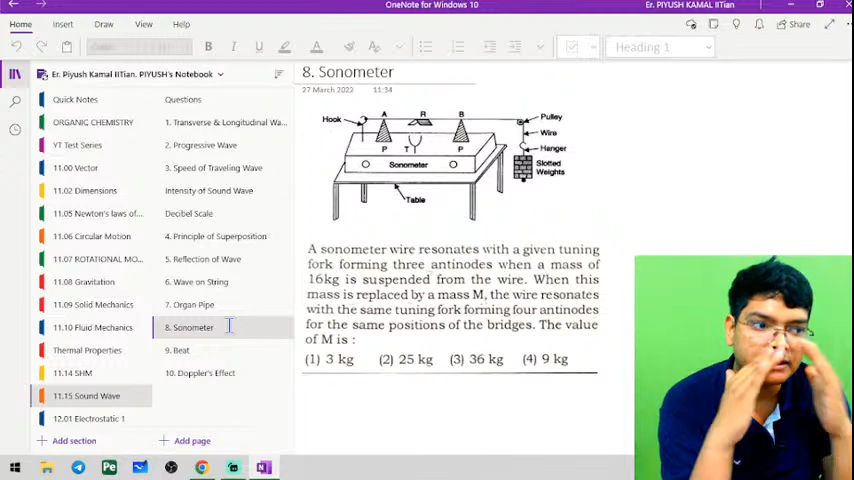 OneNote for Windows 10
Er. PIYUSH KAMAL IITian
Home
Insert
Draw
View
Help
Share
B
I
U
A
Heading 1
Er. Piyush Kamal IITian. PIYUSH's Notebook
Quick Notes
ORGANIC CHEMISTRY
YT Test Series
11.00 Vector
11.02 Dimensions
11.05 Newton's laws of...
11.06 Circular Motion
11.07 ROTATIONAL MO...
11.08 Gravitation
11.09 Solid Mechanics
11.10 Fluid Mechanics
Thermal Properties
11.14 SHM
11.15 Sound Wave
12.01 Electrostatic 1
Add section
Questions
1. Transverse & Longitudinal Wa...
2. Progressive Wave
3. Speed of Traveling Wave
Intensity of Sound Wave
Decibel Scale
4. Principle of Superposition
5. Reflection of Wave
6. Wave on String
7. Organ Pipe
8. Sonometer
9. Beat
10. Doppler's Effect
Add page
8. Sonometer
27 March 2022
11:34
Hook
A
R
B
Pulley
Wire
Hanger
Slotted
Weights
P
T
P
Sonometer
Table
A sonometer wire resonates with a given tuning
fork forming three antinodes when a mass of
16kg is suspended from the wire. When this
mass is replaced by a mass M, the wire resonates
with the same tuning fork forming four antinodes
for the same positions of the bridges. The value
of M is :
(1) 3 kg (2) 25 kg (3) 36 kg (4) 9 kg